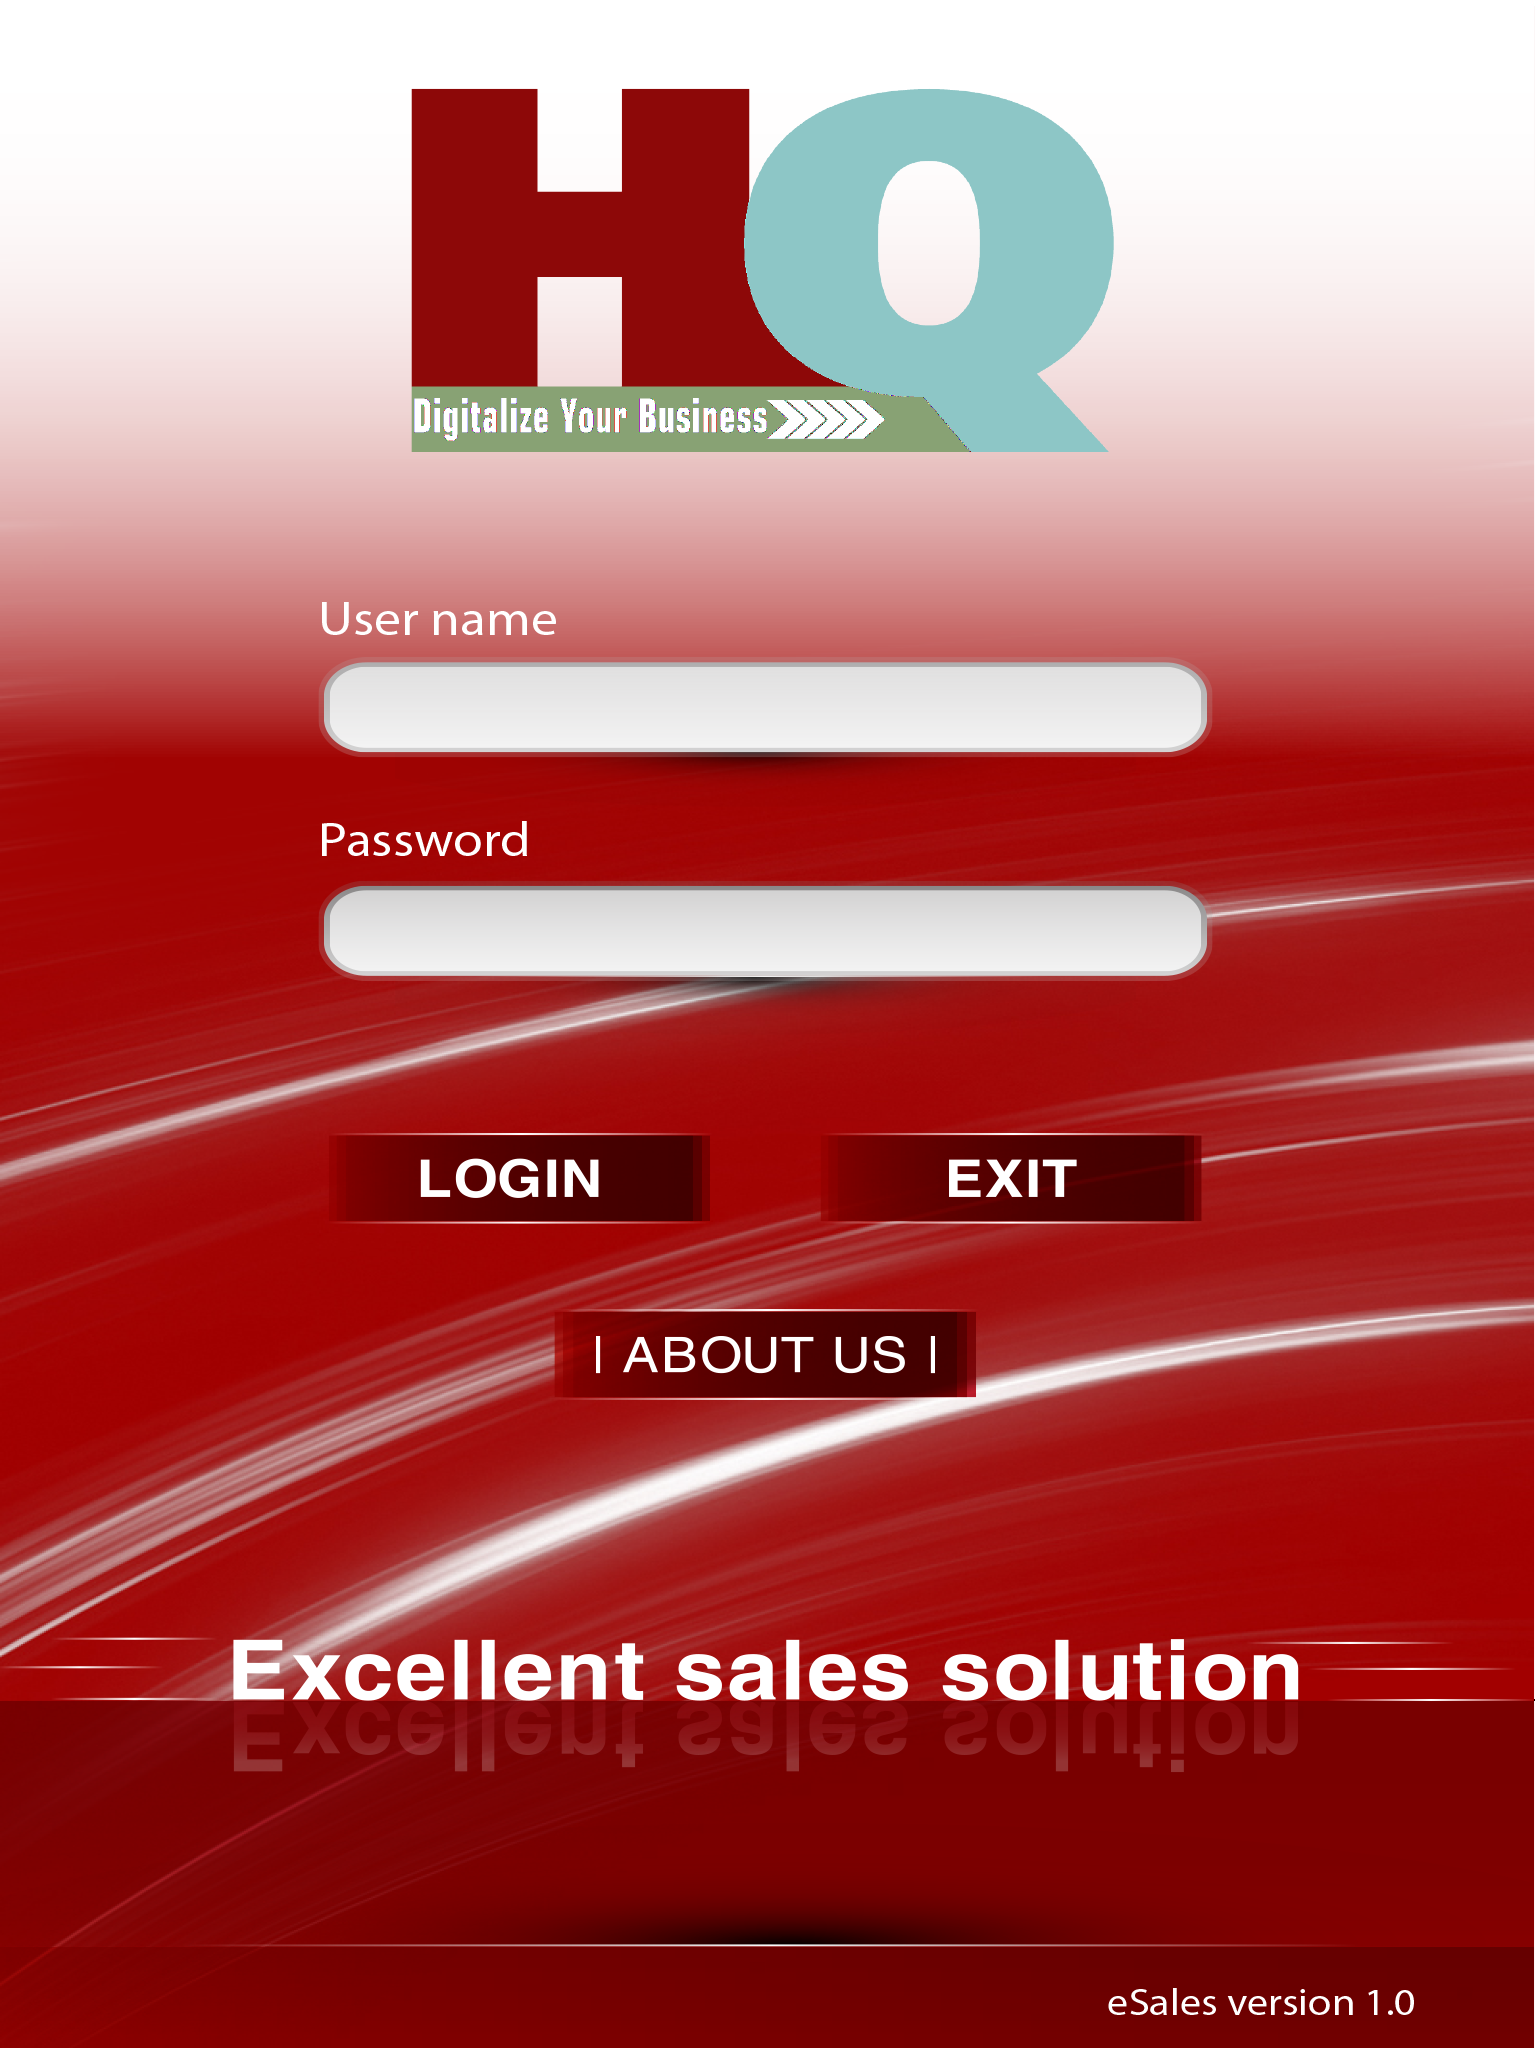 HQ
Digitalize Your Business
User name
Password
LOGIN
EXIT
| ABOUT US |
Excellent sales solution
eSales version 1.0